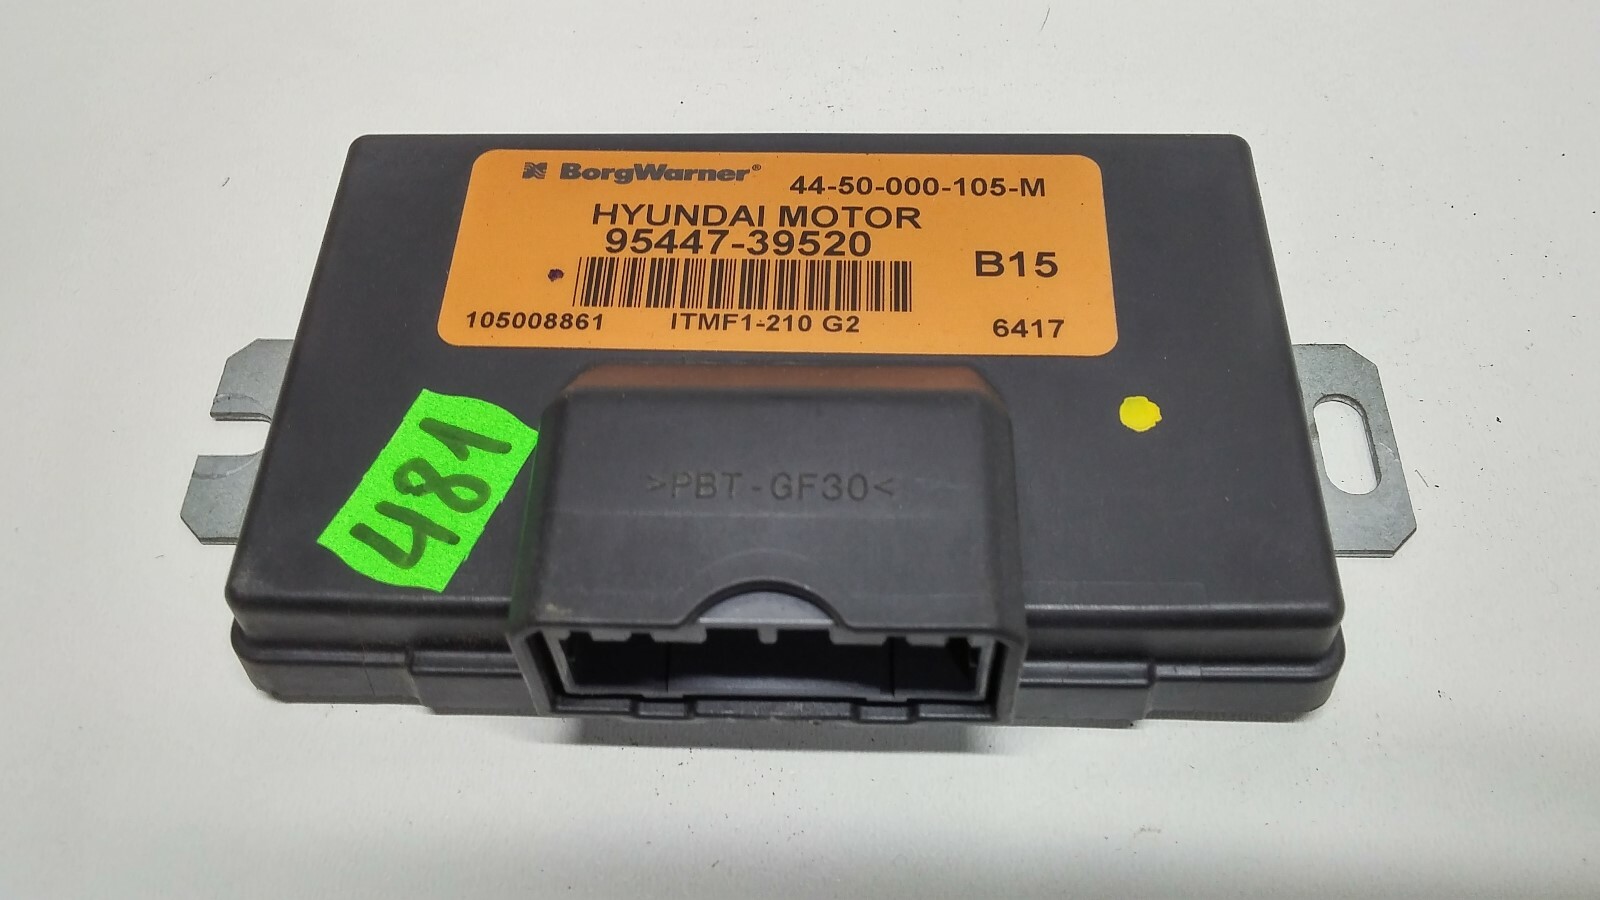 BorgWarner®
44-50-000-105-M
HYUNDAI MOTOR
95447-39520
B15
105008861
ITMF1-210 G2
6417
481
>PBT-GF30<